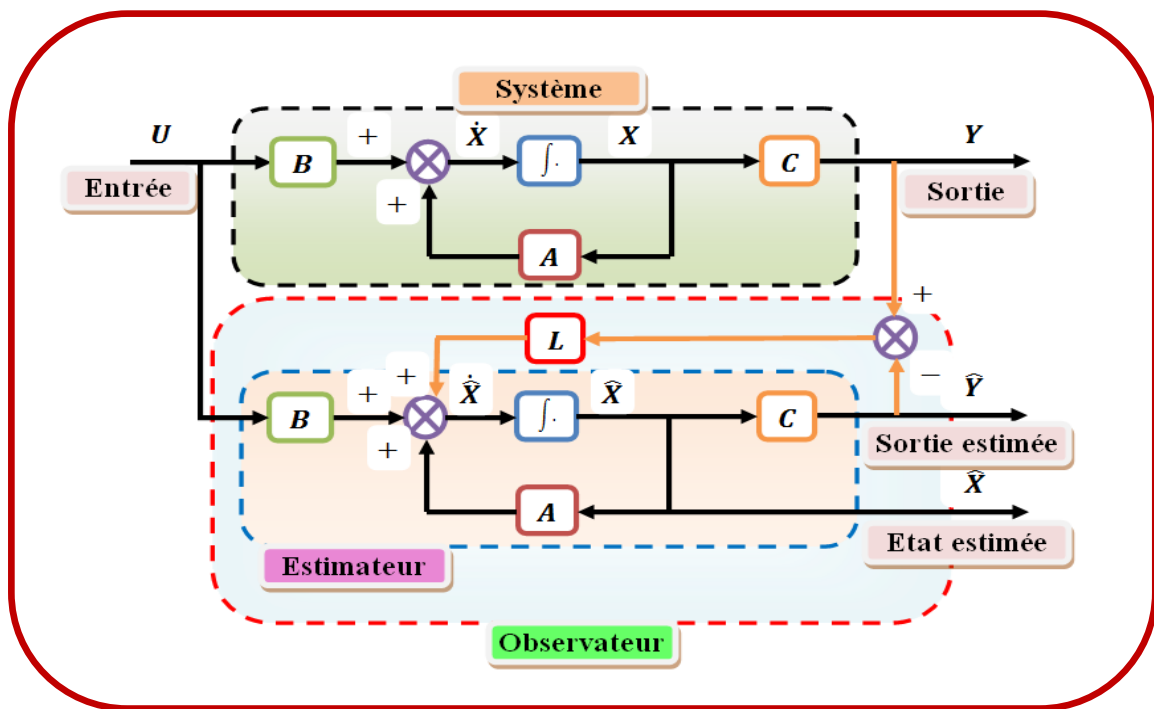 Système
U
+
Ẋ
X
Y
B
∫.
C
Entrée
+
Sortie
A
+
L
−
+
+
Ẋ̂
X̂
Ŷ
B
∫.
C
+
Sortie estimée
X̂
A
Etat estimée
Estimateur
Observateur